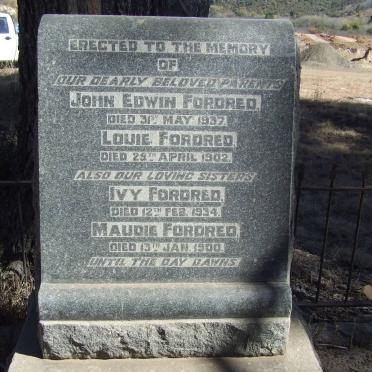 ERECTED TO THE MEMORY
OF
OUR DEARLY BELOVED PARENTS
JOHN EDWIN FORDRED,
DIED 31ST MAY 1937.
LOUIE FORDRED,
DIED 29TH APRIL 1902.
ALSO OUR LOVING SISTERS
IVY FORDRED,
DIED 12TH FEB. 1934.
MAUDIE FORDRED,
DIED 13TH JAN. 1900.
UNTIL THE DAY DAWNS